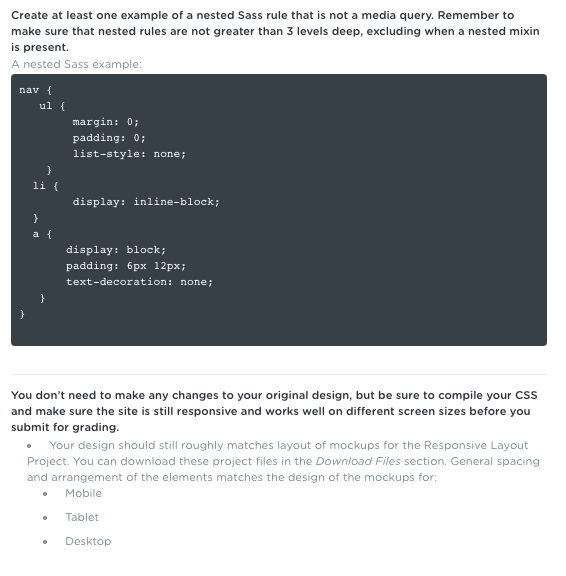 Create at least one example of a nested Sass rule that is not a media query. Remember to
make sure that nested rules are not greater than 3 levels deep, excluding when a nested mixin
is present.
A nested Sass example:
nav {
ul {
margin: 0;
padding: 0;
list-style: none;
}
li {
display: inline-block;
}
a {
display: block;
padding: 6px 12px;
text-decoration: none;
}
}
You don't need to make any changes to your original design, but be sure to compile your CSS
and make sure the site is still responsive and works well on different screen sizes before you
submit for grading.
• Your design should still roughly matches layout of mockups for the Responsive Layout
Project. You can download these project files in the Download Files section. General spacing
and arrangement of the elements matches the design of the mockups for:
• Mobile
• Tablet
• Desktop